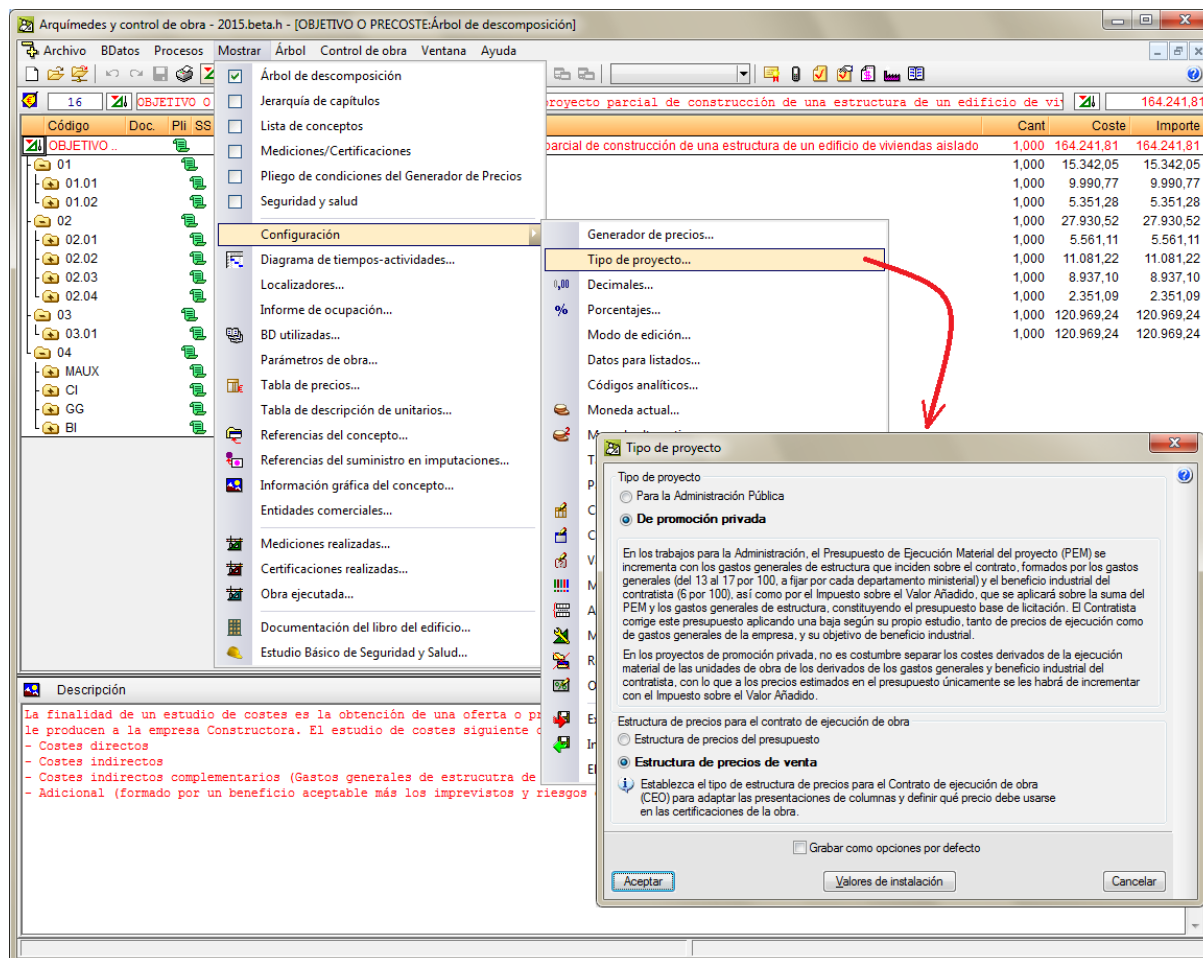 Arquímedes y control de obra - 2015.beta.h - [OBJETIVO O PRECOSTE:Árbol de descomposición]
Archivo BDatos Procesos Mostrar Árbol Control de obra Ventana Ayuda
16 OBJETIVO O
proyecto parcial de construcción de una estructura de un edificio de vi 164.241,81
Código Doc. Pli SS Cant Coste Importe
OBJETIVO .. parcial de construcción de una estructura de un edificio de viviendas aislado 1,000 164.241,81 164.241,81
01 1,000 15.342,05 15.342,05
01.01 1,000 9.990,77 9.990,77
01.02 1,000 5.351,28 5.351,28
02 1,000 27.930,52 27.930,52
02.01 1,000 5.561,11 5.561,11
02.02 1,000 11.081,22 11.081,22
02.03 1,000 8.937,10 8.937,10
02.04 1,000 2.351,09 2.351,09
03 1,000 120.969,24 120.969,24
03.01 1,000 120.969,24 120.969,24
04
MAUX
CI
GG
BI
Árbol de descomposición
Jerarquía de capítulos
Lista de conceptos
Mediciones/Certificaciones
Pliego de condiciones del Generador de Precios
Seguridad y salud
Configuración
Diagrama de tiempos-actividades...
Localizadores...
Informe de ocupación...
BD utilizadas...
Parámetros de obra...
Tabla de precios...
Tabla de descripción de unitarios...
Referencias del concepto...
Referencias del suministro en imputaciones...
Información gráfica del concepto...
Entidades comerciales...
Mediciones realizadas...
Certificaciones realizadas...
Obra ejecutada...
Documentación del libro del edificio...
Estudio Básico de Seguridad y Salud...
Generador de precios...
Tipo de proyecto...
0,00 Decimales...
% Porcentajes...
Modo de edición...
Datos para listados...
Códigos analíticos...
Moneda actual...
Tipo de proyecto
Tipo de proyecto
Para la Administración Pública
De promoción privada
En los trabajos para la Administración, el Presupuesto de Ejecución Material del proyecto (PEM) se
incrementa con los gastos generales de estructura que inciden sobre el contrato, formados por los gastos
generales (del 13 al 17 por 100, a fijar por cada departamento ministerial) y el beneficio industrial del
contratista (6 por 100), así como por el Impuesto sobre el Valor Añadido, que se aplicará sobre la suma del
PEM y los gastos generales de estructura, constituyendo el presupuesto base de licitación. El Contratista
corrige este presupuesto aplicando una baja según su propio estudio, tanto de precios de ejecución como
de gastos generales de la empresa, y su objetivo de beneficio industrial.
En los proyectos de promoción privada, no es costumbre separar los costes derivados de la ejecución
material de las unidades de obra de los derivados de los gastos generales y beneficio industrial del
contratista, con lo que a los precios estimados en el presupuesto únicamente se les habrá de incrementar
con el Impuesto sobre el Valor Añadido.
Estructura de precios para el contrato de ejecución de obra
Estructura de precios del presupuesto
Estructura de precios de venta
Establezca el tipo de estructura de precios para el Contrato de ejecución de obra
(CEO) para adaptar las presentaciones de columnas y definir qué precio debe usarse
en las certificaciones de la obra.
Grabar como opciones por defecto
Aceptar Valores de instalación Cancelar
Descripción
La finalidad de un estudio de costes es la obtención de una oferta o
le producen a la empresa Constructora. El estudio de costes siguiente
- Costes directos
- Costes indirectos
- Costes indirectos complementarios (Gastos generales de estrucutra de
- Adicional (formado por un beneficio aceptable más los imprevistos y riesgos